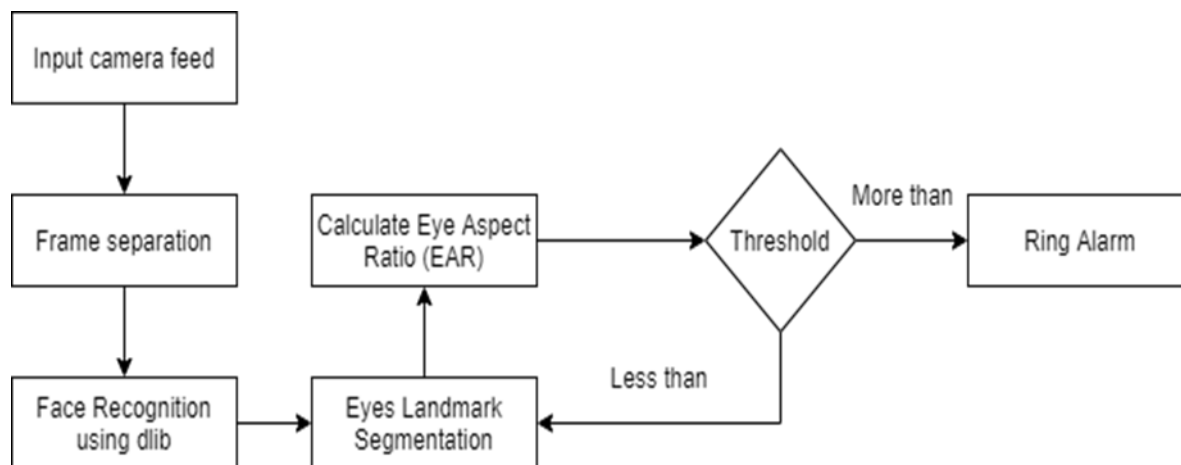 Input camera feed
Frame separation
Face Recognition
using dlib
Eyes Landmark
Segmentation
Calculate Eye Aspect
Ratio (EAR)
Threshold
More than
Ring Alarm
Less than